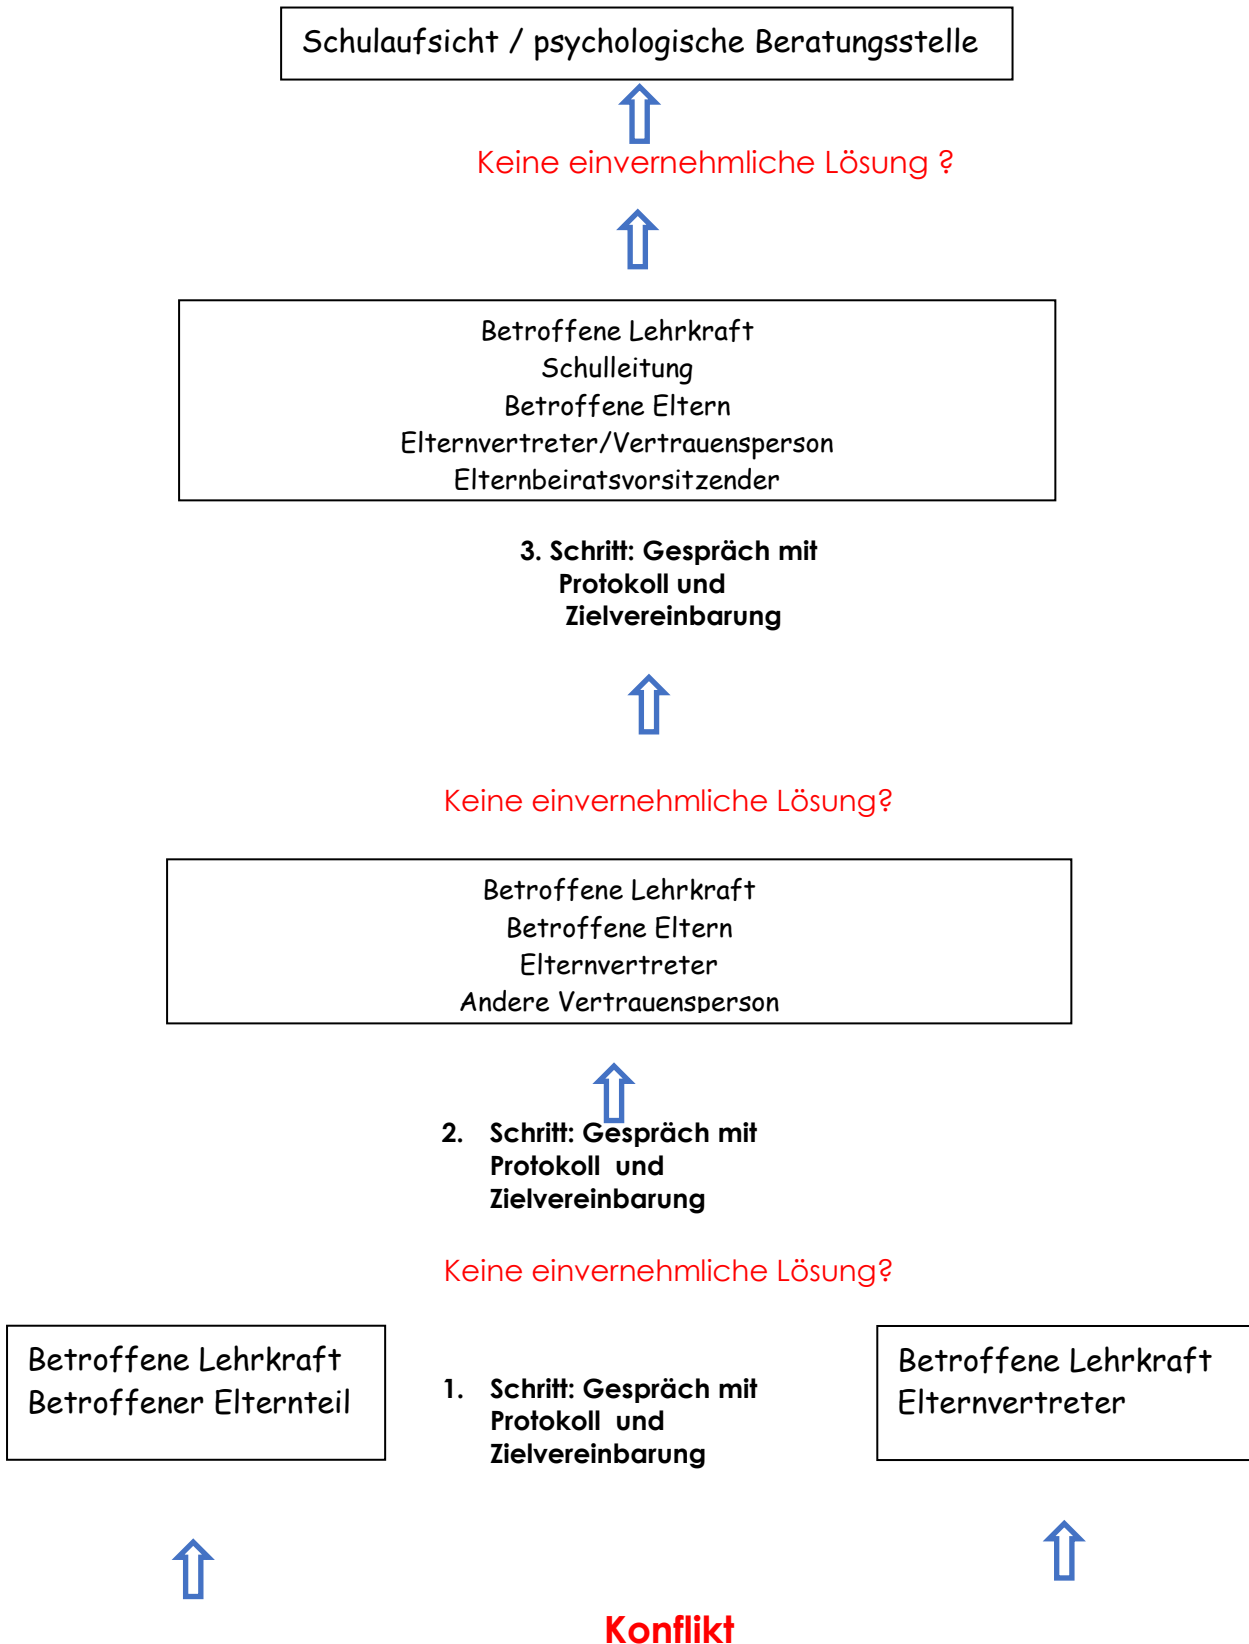 Schulaufsicht / psychologische Beratungsstelle
Keine einvernehmliche Lösung ?
Betroffene Lehrkraft
Schulleitung
Betroffene Eltern
Elternvertreter/Vertrauensperson
Elternbeiratsvorsitzender
3. Schritt: Gespräch mit
Protokoll und
Zielvereinbarung
Keine einvernehmliche Lösung?
Betroffene Lehrkraft
Betroffene Eltern
Elternvertreter
Andere Vertrauensperson
2. Schritt: Gespräch mit
Protokoll und
Zielvereinbarung
Keine einvernehmliche Lösung?
Betroffene Lehrkraft
Betroffener Elternteil
1. Schritt: Gespräch mit
Protokoll und
Zielvereinbarung
Betroffene Lehrkraft
Elternvertreter
Konflikt